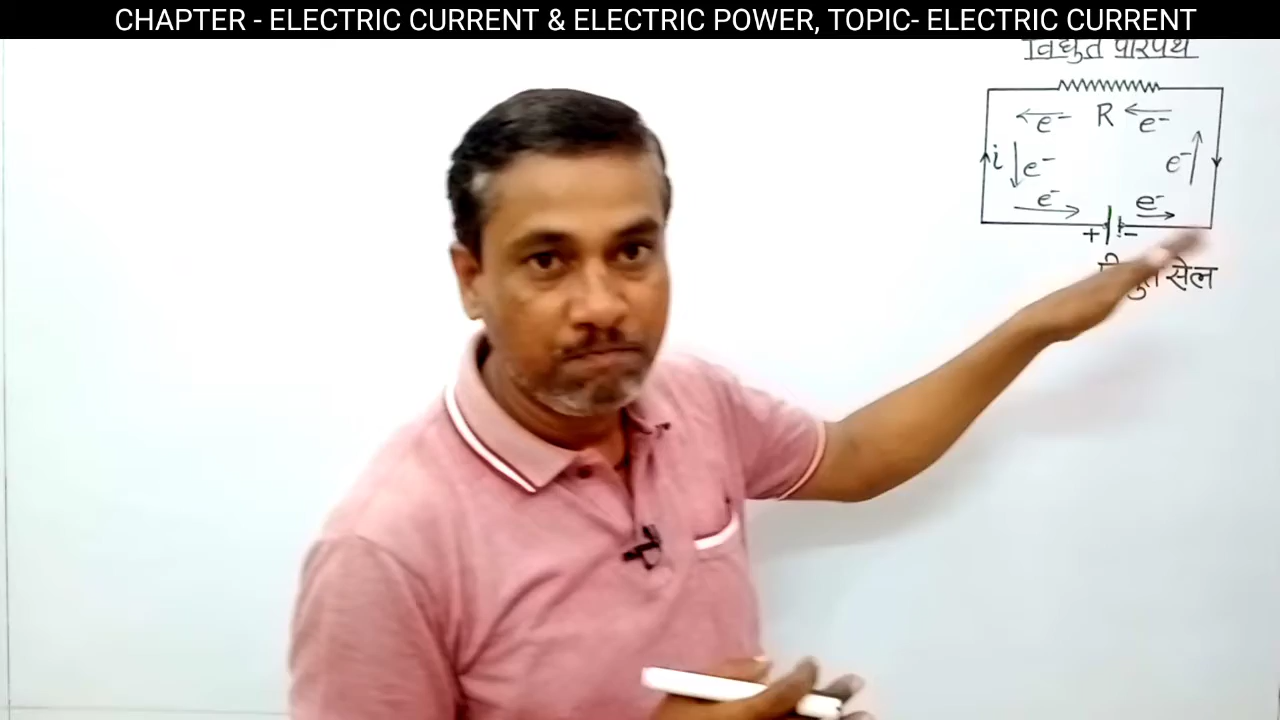 CHAPTER - ELECTRIC CURRENT & ELECTRIC POWER, TOPIC- ELECTRIC CURRENT
विद्युत परिपथ
e⁻ R e⁻
i e⁻ e⁻
e⁻ e⁻
+ -
सेल